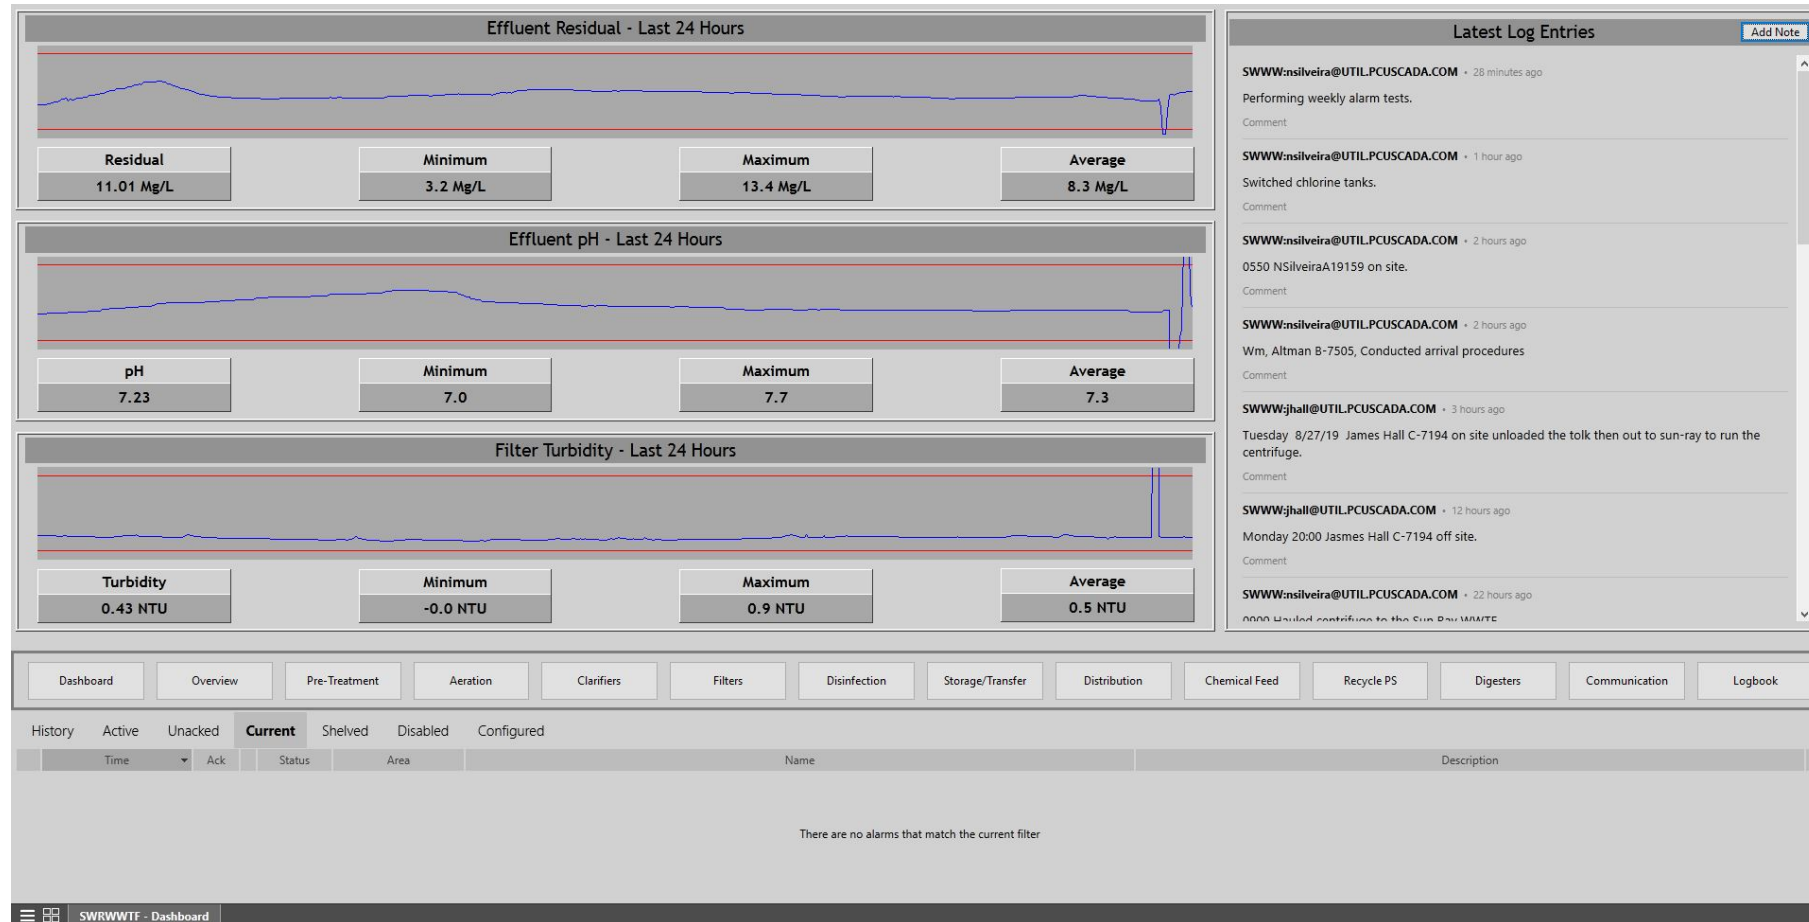 Effluent Residual - Last 24 Hours
Residual
11.01 Mg/L
Minimum
3.2 Mg/L
Maximum
13.4 Mg/L
Average
8.3 Mg/L
Effluent pH - Last 24 Hours
pH
7.23
Minimum
7.0
Maximum
7.7
Average
7.3
Filter Turbidity - Last 24 Hours
Turbidity
0.43 NTU
Minimum
-0.0 NTU
Maximum
0.9 NTU
Average
0.5 NTU
Latest Log Entries
Add Note
SWWW:nsilveira@UTIL.PCUSCADA.COM • 28 minutes ago
Performing weekly alarm tests.
Comment
SWWW:nsilveira@UTIL.PCUSCADA.COM • 1 hour ago
Switched chlorine tanks.
Comment
SWWW:nsilveira@UTIL.PCUSCADA.COM • 2 hours ago
0550 NSilveiraA19159 on site.
Comment
SWWW:nsilveira@UTIL.PCUSCADA.COM • 2 hours ago
Wm, Altman B-7505, Conducted arrival procedures
Comment
SWWW:jhall@UTIL.PCUSCADA.COM • 3 hours ago
Tuesday 8/27/19 James Hall C-7194 on site unloaded the tolk then out to sun-ray to run the
centrifuge.
Comment
SWWW:jhall@UTIL.PCUSCADA.COM • 12 hours ago
Monday 20:00 Jasmes Hall C-7194 off site.
Comment
SWWW:nsilveira@UTIL.PCUSCADA.COM • 22 hours ago
0900 Hauled centrifuge to the Sun Ray WWTF
Dashboard Overview Pre-Treatment Aeration Clarifiers Filters Disinfection Storage/Transfer Distribution Chemical Feed Recycle PS Digesters Communication Logbook
History Active Unacked Current Shelved Disabled Configured
Time Ack Status Area Name Description
There are no alarms that match the current filter
SWRWWTF - Dashboard